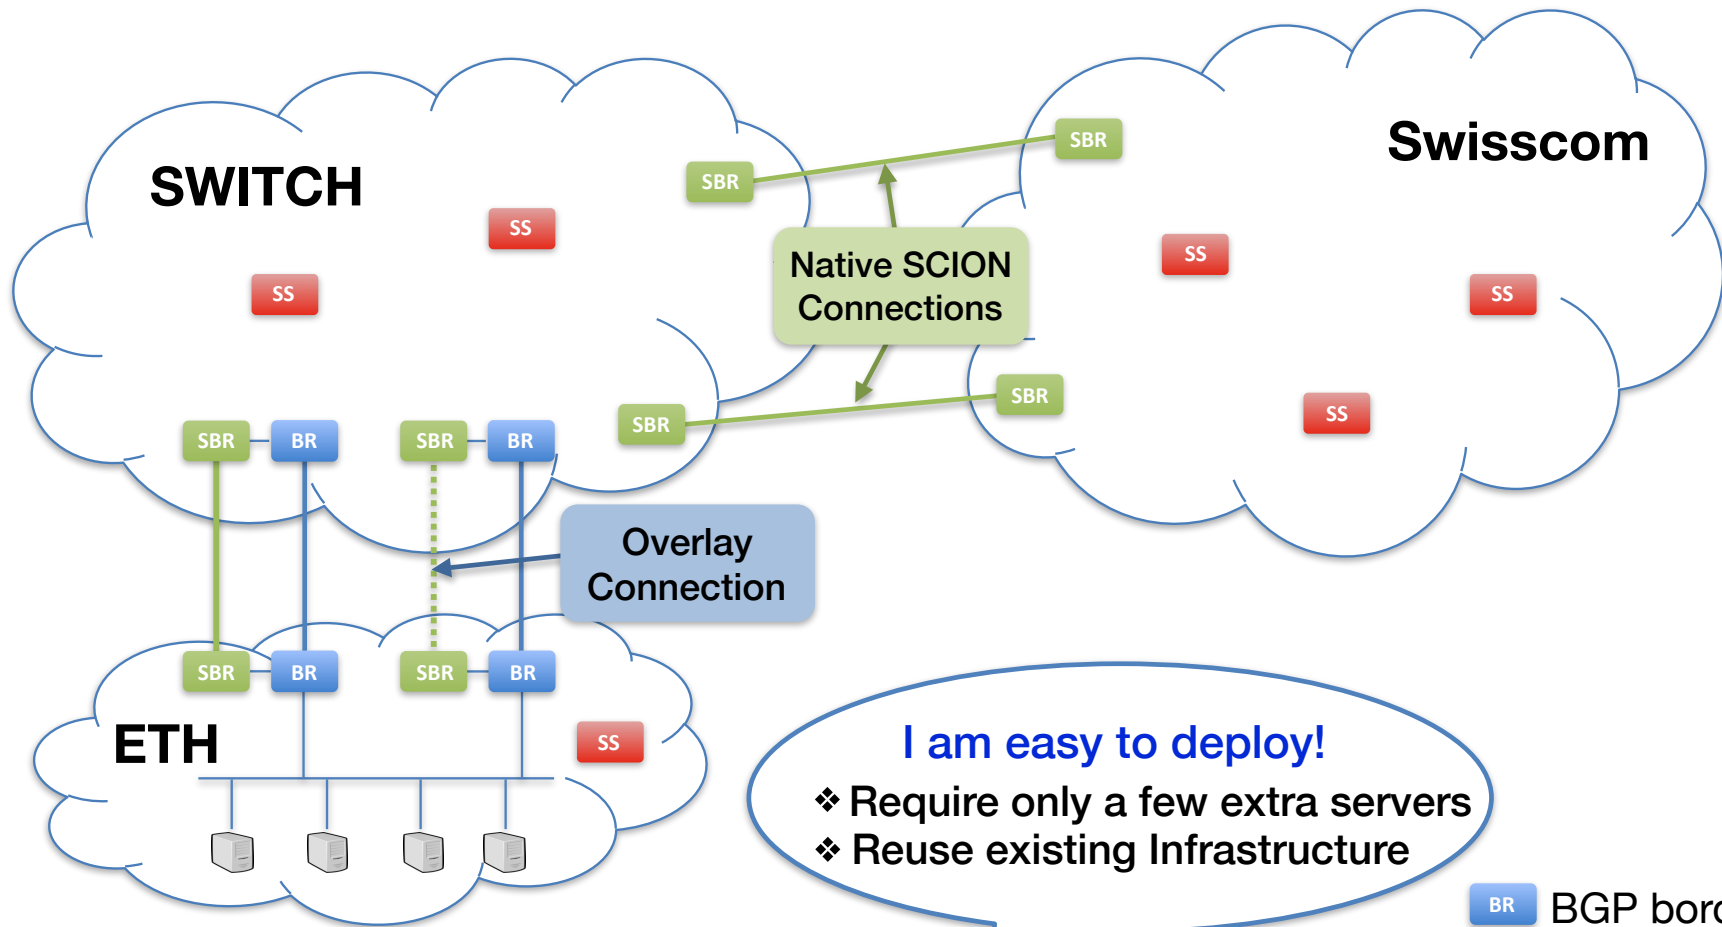 SWITCH
Swisscom
SBR
SBR
SS
SS
Native SCION
Connections
SS
SS
SBR
SBR
SS
SBR
BR
SBR
BR
Overlay
Connection
SBR
BR
SBR
BR
ETH
SS
I am easy to deploy!
❖ Require only a few extra servers
❖ Reuse existing Infrastructure
BR
BGP